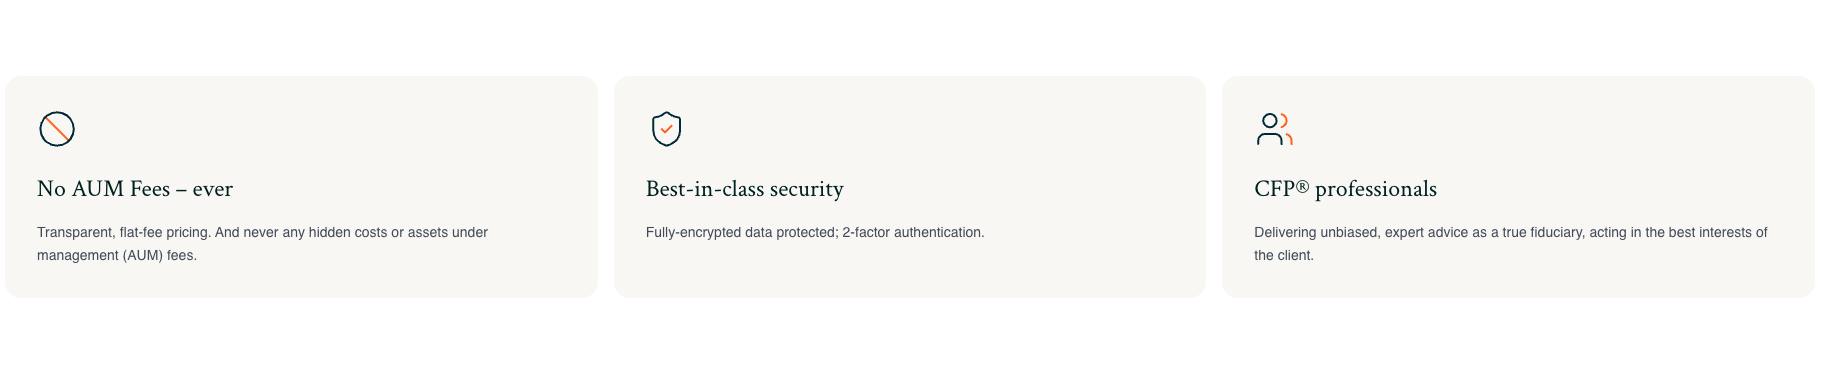 No AUM Fees – ever
Transparent, flat-fee pricing. And never any hidden costs or assets under
management (AUM) fees.
Best-in-class security
Fully-encrypted data protected; 2-factor authentication.
CFP® professionals
Delivering unbiased, expert advice as a true fiduciary, acting in the best interests of
the client.